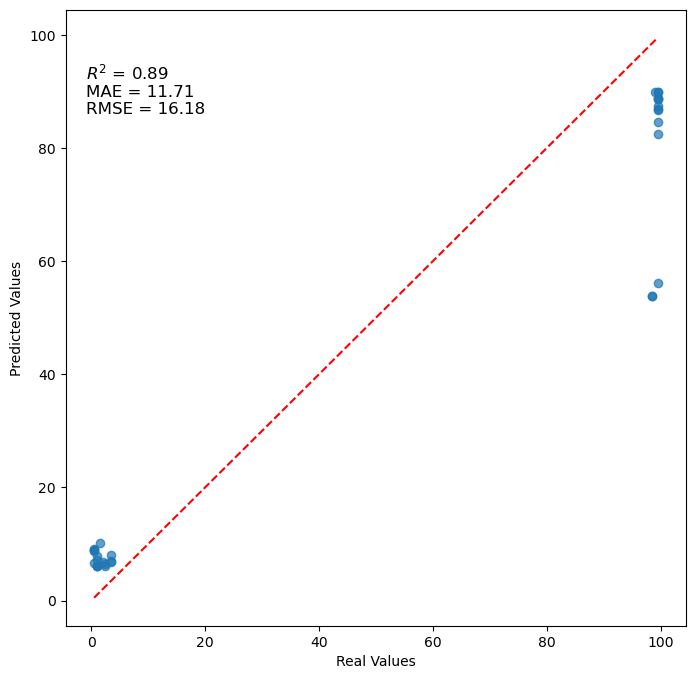 100
R² = 0.89
MAE = 11.71
RMSE = 16.18
80
60
Predicted Values
40
20
0
0 20 40 60 80 100
Real Values